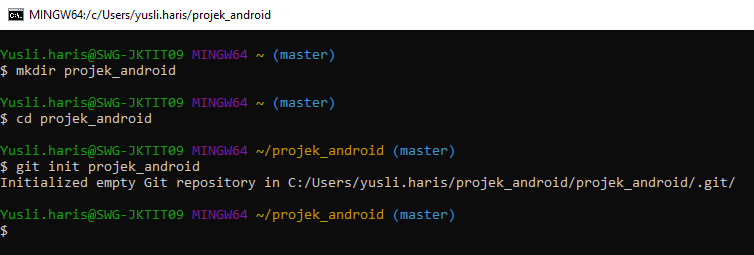 MINGW64:/c/Users/yusli.haris/projek_android
Yusli.haris@SWG-JKTIT09 MINGW64 ~ (master)
$ mkdir projek_android
Yusli.haris@SWG-JKTIT09 MINGW64 ~ (master)
$ cd projek_android
Yusli.haris@SWG-JKTIT09 MINGW64 ~/projek_android (master)
$ git init projek_android
Initialized empty Git repository in C:/Users/yusli.haris/projek_android/projek_android/.git/
Yusli.haris@SWG-JKTIT09 MINGW64 ~/projek_android (master)
$